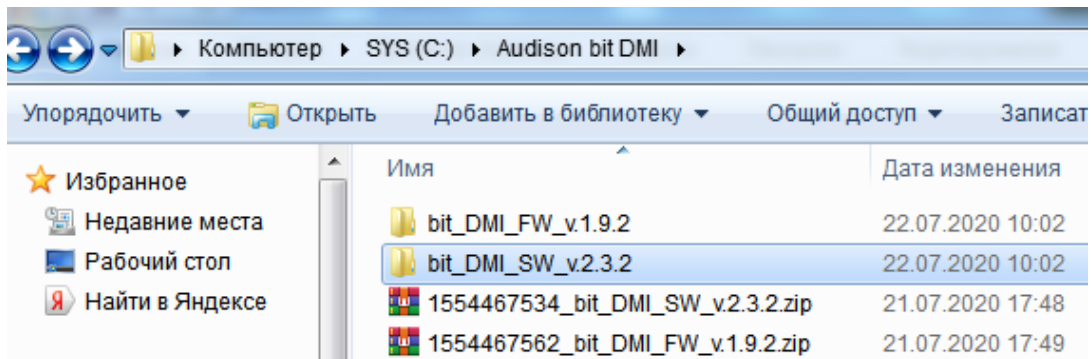 Компьютер ▸ SYS (C:) ▸ Audison bit DMI ▸
Упорядочить ▾ Открыть Добавить в библиотеку ▾ Общий доступ ▾ Записат
Имя Дата изменения
Избранное
Недавние места
Рабочий стол
Найти в Яндексе
bit_DMI_FW_v.1.9.2 22.07.2020 10:02
bit_DMI_SW_v.2.3.2 22.07.2020 10:02
1554467534_bit_DMI_SW_v.2.3.2.zip 21.07.2020 17:48
1554467562_bit_DMI_FW_v.1.9.2.zip 21.07.2020 17:49